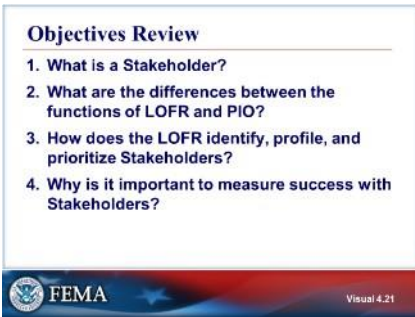 Objectives Review
1. What is a Stakeholder?
2. What are the differences between the
functions of LOFR and PIO?
3. How does the LOFR identify, profile, and
prioritize Stakeholders?
4. Why is it important to measure success with
Stakeholders?
FEMA
Visual 4.21